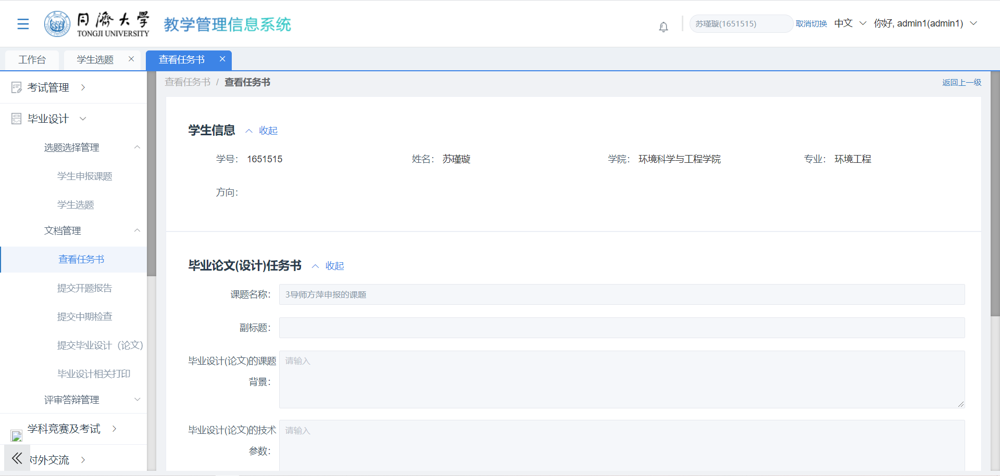 同濟大学
TONGJI UNIVERSITY
教学管理信息系统
苏瑾璇(1651515)
取消切换
中文
你好, admin1(admin1)
工作台
学生选题
查看任务书
考试管理
毕业设计
选题选择管理
学生申报课题
学生选题
文档管理
查看任务书
提交开题报告
提交中期检查
提交毕业设计（论文）
毕业设计相关打印
评审答辩管理
学科竞赛及考试
对外交流
查看任务书 / 查看任务书
返回上一级
学生信息 收起
学号： 1651515
姓名： 苏瑾璇
学院： 环境科学与工程学院
专业： 环境工程
方向：
毕业论文(设计)任务书 收起
课题名称： 3导师方萍申报的课题
副标题：
毕业设计(论文)的课题
背景：
请输入
毕业设计(论文)的技术
参数：
请输入